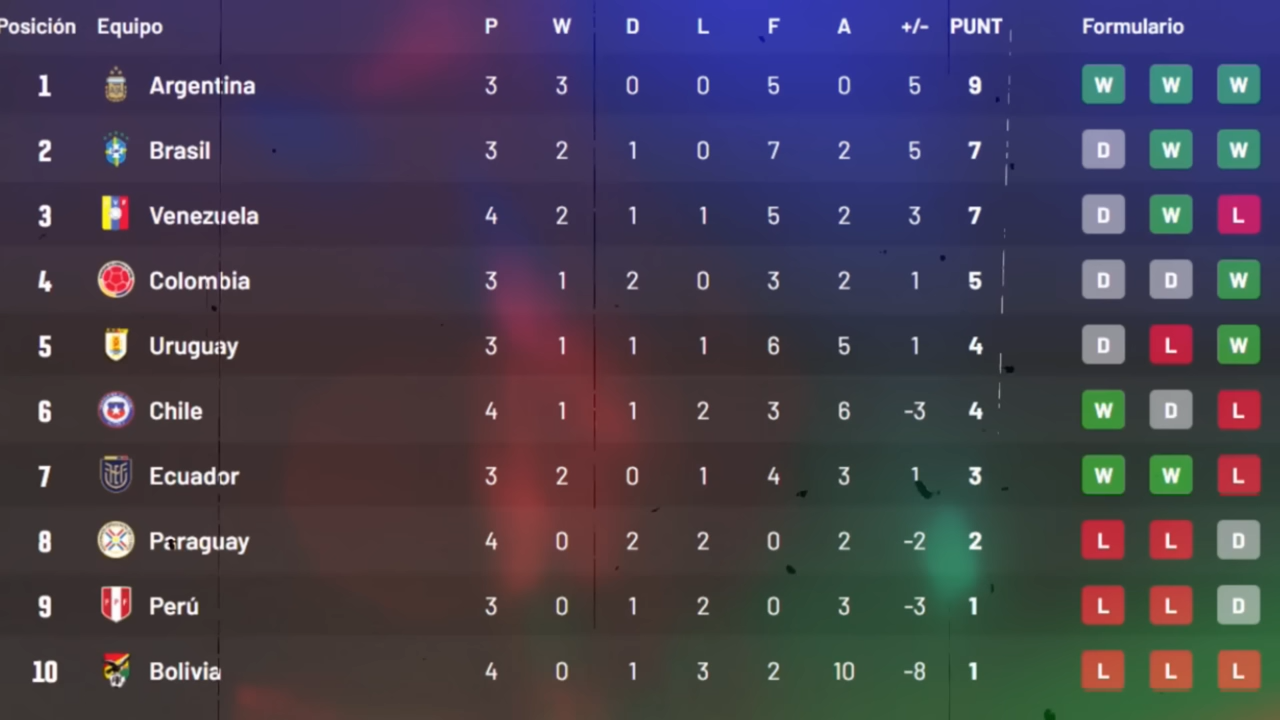 Posición Equipo P W D L F A +/- PUNT Formulario
1 Argentina 3 3 0 0 5 0 5 9 W W W
2 Brasil 3 2 1 0 7 2 5 7 D W W
3 Venezuela 4 2 1 1 5 2 3 7 D W L
4 Colombia 3 1 2 0 3 2 1 5 D D W
5 Uruguay 3 1 1 1 6 5 1 4 D L W
6 Chile 4 1 1 2 3 6 -3 4 W D L
7 Ecuador 3 2 0 1 4 3 1 3 W W L
8 Paraguay 4 0 2 2 0 2 -2 2 L L D
9 Perú 3 0 1 2 0 3 -3 1 L L D
10 Bolivia 4 0 1 3 2 10 -8 1 L L L